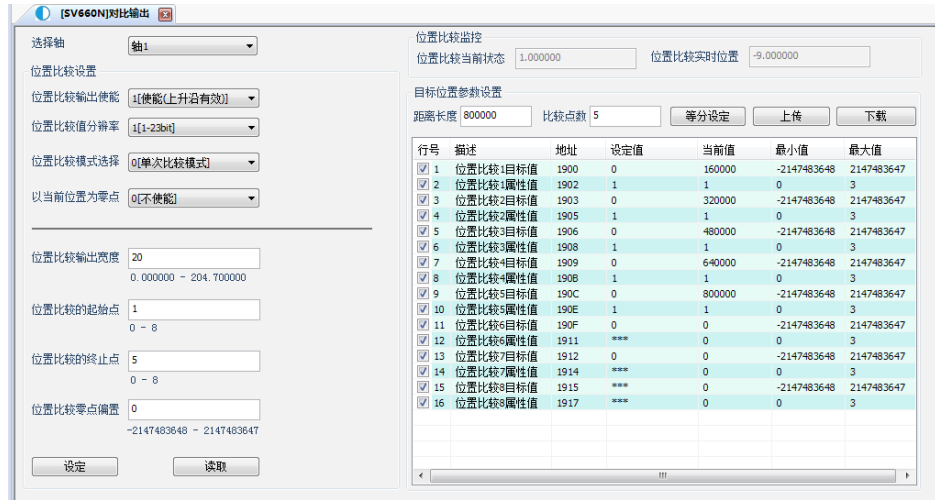 [SV660N]对比输出
选择轴 轴1
位置比较设置
位置比较输出使能 1[使能(上升沿有效)]
位置比较值分辨率 1[1-23bit]
位置比较模式选择 0[单次比较模式]
以当前位置为零点 0[不使能]
位置比较输出宽度 20
0.000000 - 204.700000
位置比较的起始点 1
0 - 8
位置比较的终止点 5
0 - 8
位置比较零点偏置 0
-2147483648 - 2147483647
设定 读取
位置比较监控
位置比较当前状态 1.000000 位置比较实时位置 -9.000000
目标位置参数设置
距离长度 800000 比较点数 5 等分设定 上传 下载
行号 描述 地址 设定值 当前值 最小值 最大值
1 位置比较1目标值 1900 0 160000 -2147483648 2147483647
2 位置比较1属性值 1902 1 1 0 3
3 位置比较2目标值 1903 0 320000 -2147483648 2147483647
4 位置比较2属性值 1905 1 1 0 3
5 位置比较3目标值 1906 0 480000 -2147483648 2147483647
6 位置比较3属性值 1908 1 1 0 3
7 位置比较4目标值 1909 0 640000 -2147483648 2147483647
8 位置比较4属性值 190B 1 1 0 3
9 位置比较5目标值 190C 0 800000 -2147483648 2147483647
10 位置比较5属性值 190E 1 1 0 3
11 位置比较6目标值 190F 0 0 -2147483648 2147483647
12 位置比较6属性值 1911 *** 0 0 3
13 位置比较7目标值 1912 0 0 -2147483648 2147483647
14 位置比较7属性值 1914 *** 0 0 3
15 位置比较8目标值 1915 *** 0 -2147483648 2147483647
16 位置比较8属性值 1917 *** 0 0 3